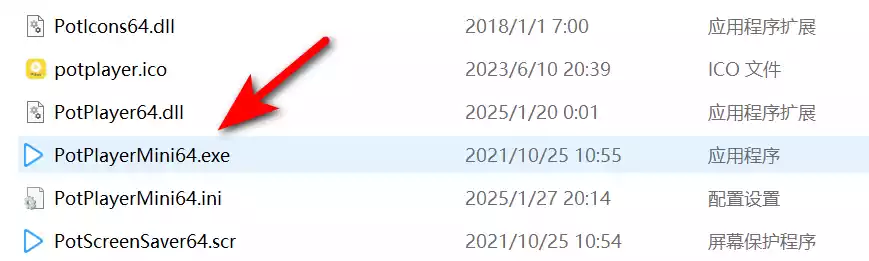 PotIcons64.dll 2018/1/1 7:00 应用程序扩展
potplayer.ico 2023/6/10 20:39 ICO 文件
PotPlayer64.dll 2025/1/20 0:01 应用程序扩展
PotPlayerMini64.exe 2021/10/25 10:55 应用程序
PotPlayerMini64.ini 2025/1/27 20:14 配置设置
PotScreenSaver64.scr 2021/10/25 10:54 屏幕保护程序